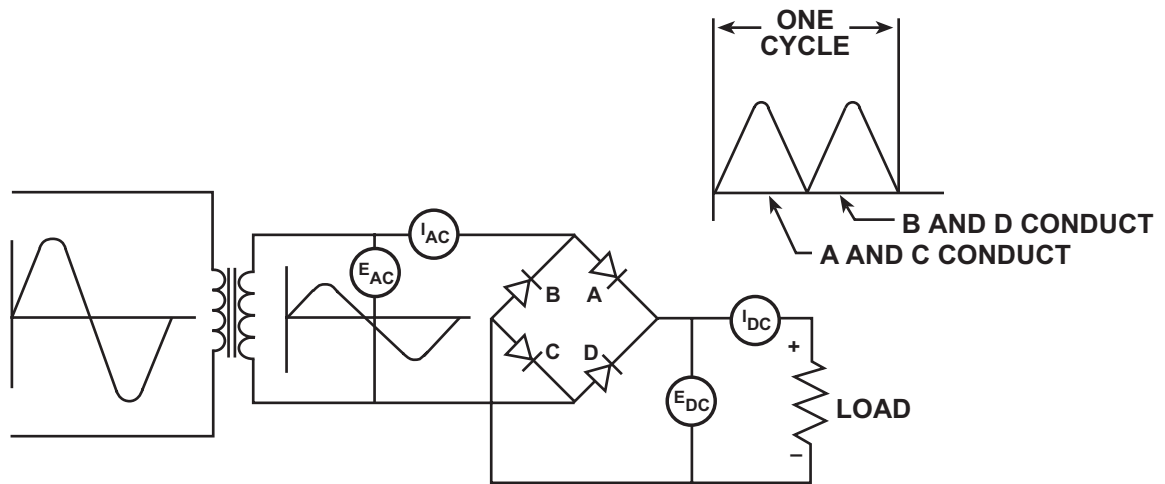 ONE
CYCLE
B AND D CONDUCT
A AND C CONDUCT
IAC
EAC
B
A
C
D
IDC
+
EDC
LOAD
–